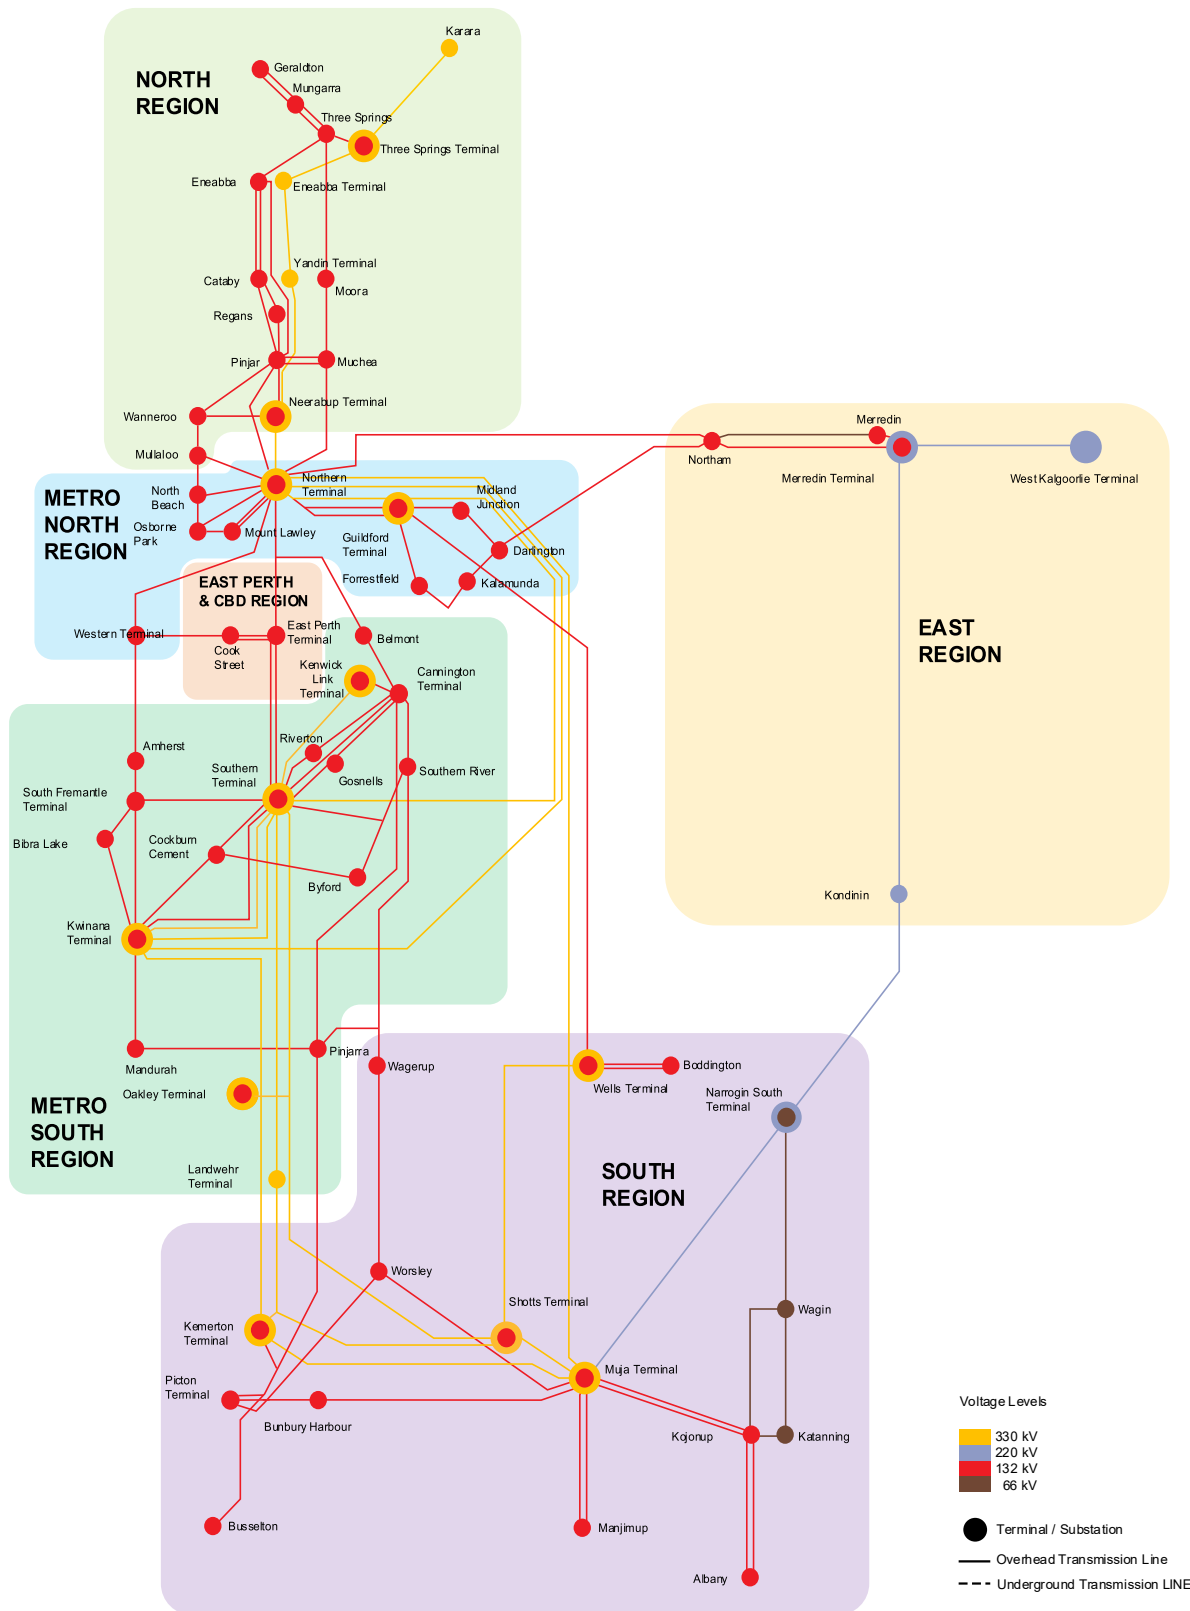 Karara
Geraldton
NORTH
REGION
Mungarra
Three Springs
Three Springs Terminal
Eneabba
Eneabba Terminal
Yandin Terminal
Cataby
Moora
Regans
Pinjar
Muchea
Neerabup Terminal
Wanneroo
Mullaloo
Merredin
Northam
Merredin Terminal
West Kalgoorlie Terminal
METRO
NORTH
REGION
North
Beach
Northern
Terminal
Midland
Junction
Osborne
Park
Mount Lawley
Guildford
Terminal
Darlington
Forrestfield
Kalamunda
EAST PERTH
& CBD REGION
Western Terminal
East Perth
Terminal
Cook
Street
Belmont
EAST
REGION
Kenwick
Link
Terminal
Cannington
Terminal
Amherst
Riverton
Southern
Terminal
Gosnells
Southern River
South Fremantle
Terminal
Bibra Lake
Cockburn
Cement
Byford
Kondinin
Kwinana
Terminal
Mandurah
Pinjarra
Wagerup
Boddington
Wells Terminal
Oakley Terminal
Narrogin South
Terminal
METRO
SOUTH
REGION
Landwehr
Terminal
SOUTH
REGION
Worsley
Shotts Terminal
Wagin
Kemerton
Terminal
Muja Terminal
Picton
Terminal
Bunbury Harbour
Kojonup
Katanning
Busselton
Manjimup
Albany
Voltage Levels
330 kV
220 kV
132 kV
66 kV
Terminal / Substation
Overhead Transmission Line
Underground Transmission LINE